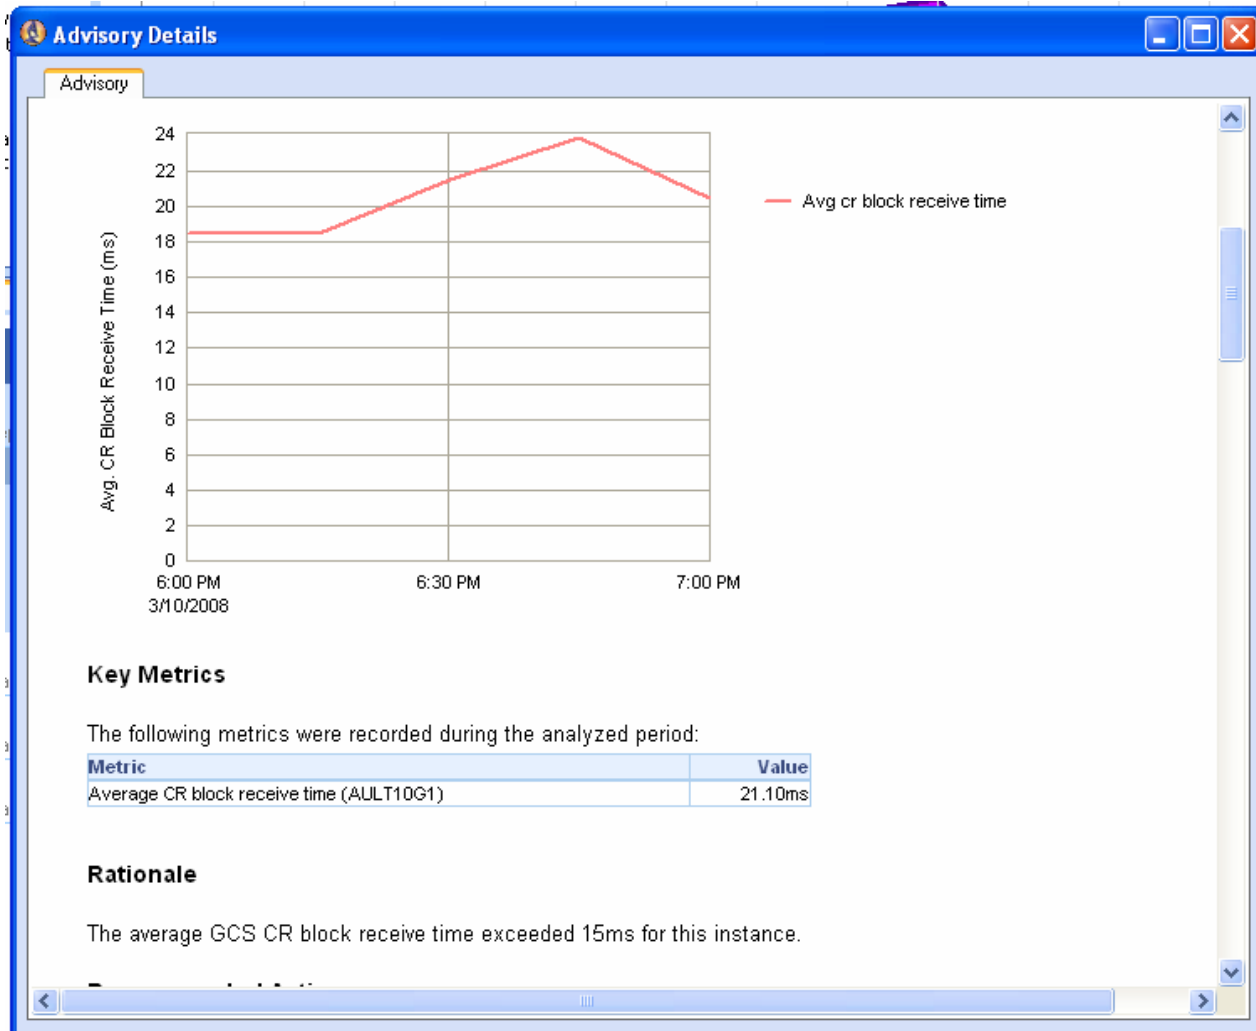 Advisory Details
Advisory
24
22
20
18
16
14
12
10
8
6
4
2
0
Avg. CR Block Receive Time (ms)
Avg cr block receive time
6:00 PM 6:30 PM 7:00 PM
3/10/2008
Key Metrics
The following metrics were recorded during the analyzed period:
Metric Value
Average CR block receive time (AULT10G1) 21.10ms
Rationale
The average GCS CR block receive time exceeded 15ms for this instance.